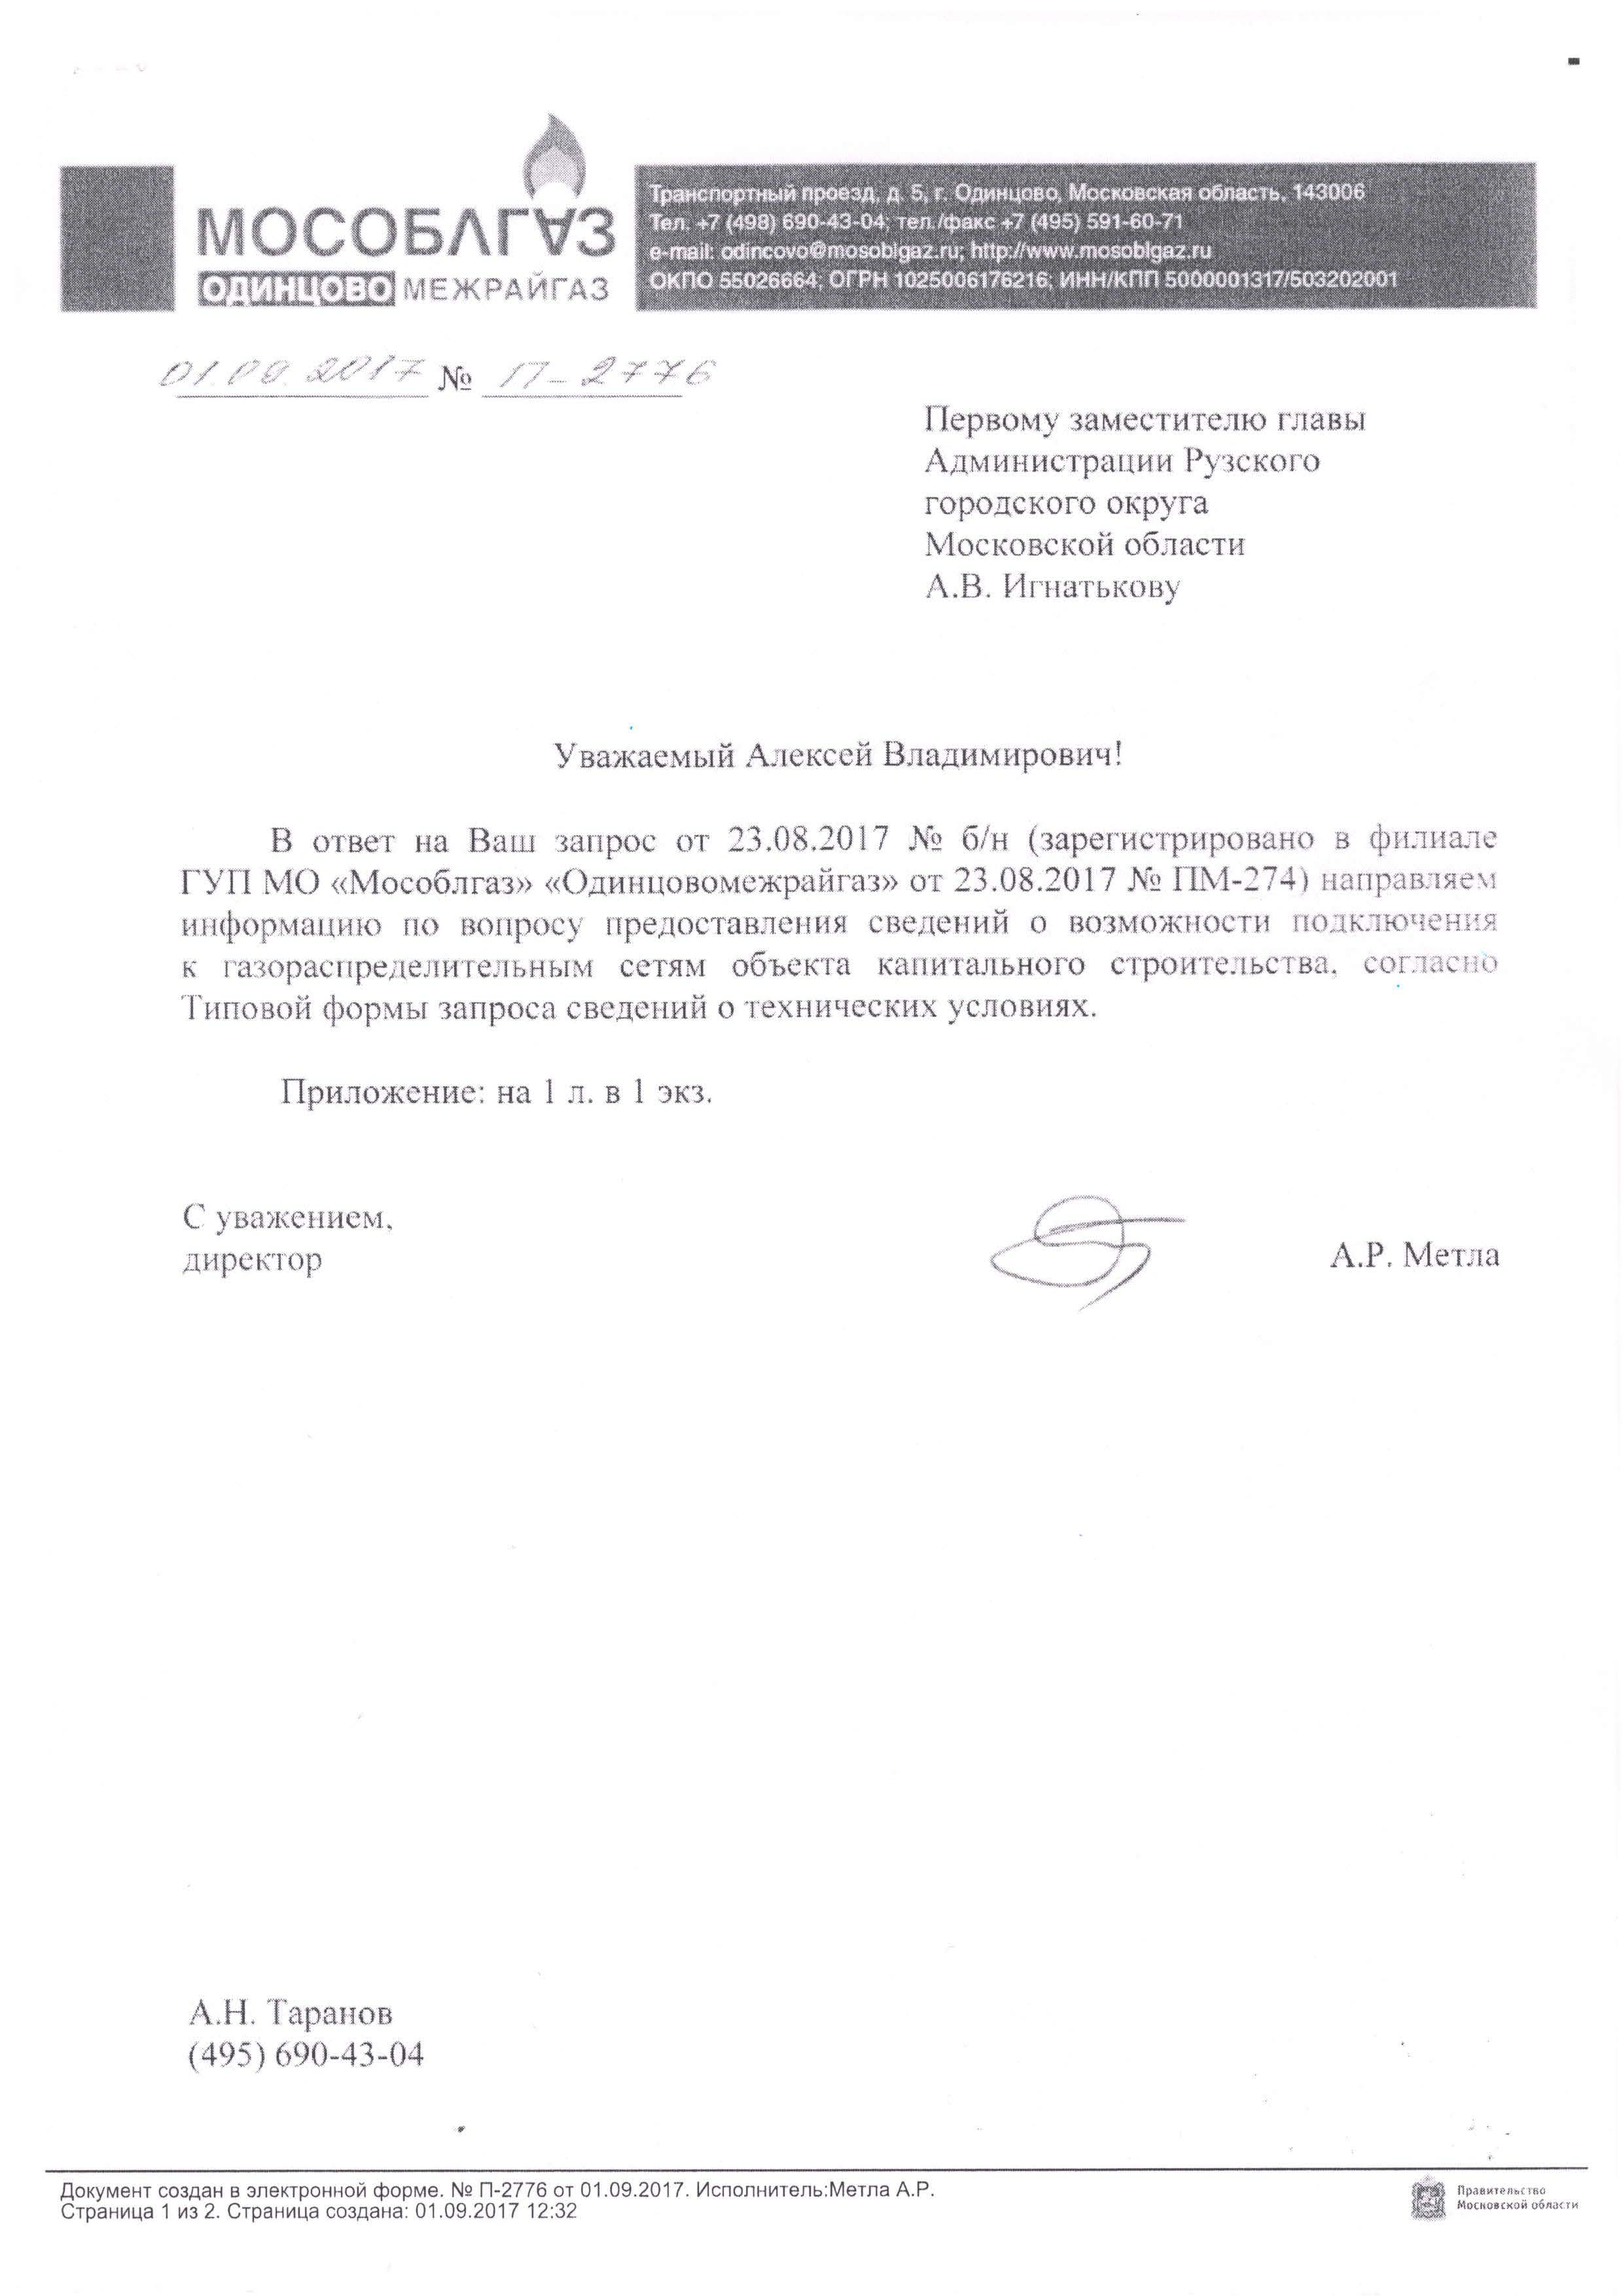 МОСОБЛГАЗ
ОДИНЦОВО МЕЖРАЙГАЗ
Транспортный проезд, д. 5, г. Одинцово, Московская область, 143006
Тел. +7 (498) 690-43-04; тел./факс +7 (495) 591-60-71
e-mail: odincovo@mosoblgaz.ru; http://www.mosoblgaz.ru
ОКПО 55026664; ОГРН 1025006176216; ИНН/КПП 5000001317/503202001
01.09.2017 № П-2776
Первому заместителю главы
Администрации Рузского
городского округа
Московской области
А.В. Игнатькову
Уважаемый Алексей Владимирович!
В ответ на Ваш запрос от 23.08.2017 № б/н (зарегистрировано в филиале
ГУП МО «Мособлгаз» «Одинцовомежрайгаз» от 23.08.2017 № ПМ-274) направляем
информацию по вопросу предоставления сведений о возможности подключения
к газораспределительным сетям объекта капитального строительства, согласно
Типовой формы запроса сведений о технических условиях.
Приложение: на 1 л. в 1 экз.
С уважением,
директор
А.Р. Метла
А.Н. Таранов
(495) 690-43-04
Документ создан в электронной форме. № П-2776 от 01.09.2017. Исполнитель:Метла А.Р.
Страница 1 из 2. Страница создана: 01.09.2017 12:32
Правительство
Московской области